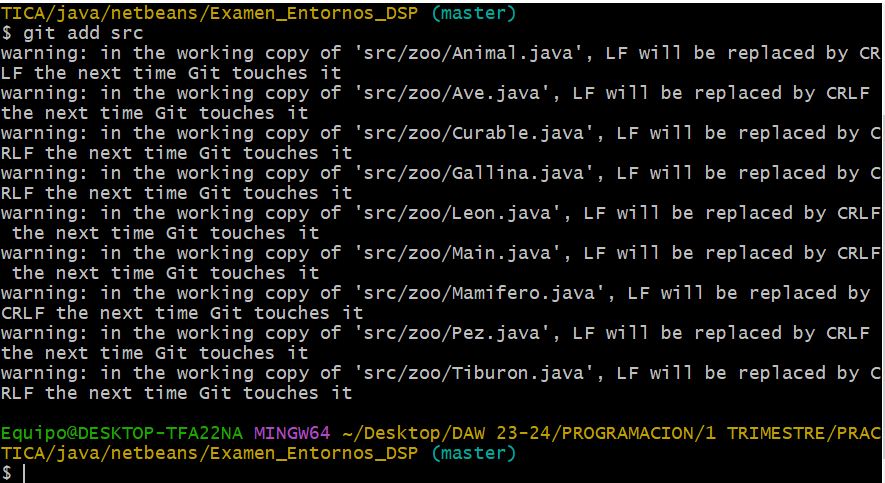 TICA/java/netbeans/Examen_Entornos_DSP (master)
$ git add src
warning: in the working copy of 'src/zoo/Animal.java', LF will be replaced by CR
LF the next time Git touches it
warning: in the working copy of 'src/zoo/Ave.java', LF will be replaced by CRLF
the next time Git touches it
warning: in the working copy of 'src/zoo/Curable.java', LF will be replaced by C
RLF the next time Git touches it
warning: in the working copy of 'src/zoo/Gallina.java', LF will be replaced by C
RLF the next time Git touches it
warning: in the working copy of 'src/zoo/Leon.java', LF will be replaced by CRLF
 the next time Git touches it
warning: in the working copy of 'src/zoo/Main.java', LF will be replaced by CRLF
 the next time Git touches it
warning: in the working copy of 'src/zoo/Mamifero.java', LF will be replaced by
CRLF the next time Git touches it
warning: in the working copy of 'src/zoo/Pez.java', LF will be replaced by CRLF
the next time Git touches it
warning: in the working copy of 'src/zoo/Tiburon.java', LF will be replaced by C
RLF the next time Git touches it
Equipo@DESKTOP-TFA22NA MINGW64 ~/Desktop/DAW 23-24/PROGRAMACION/1 TRIMESTRE/PRAC
TICA/java/netbeans/Examen_Entornos_DSP (master)
$